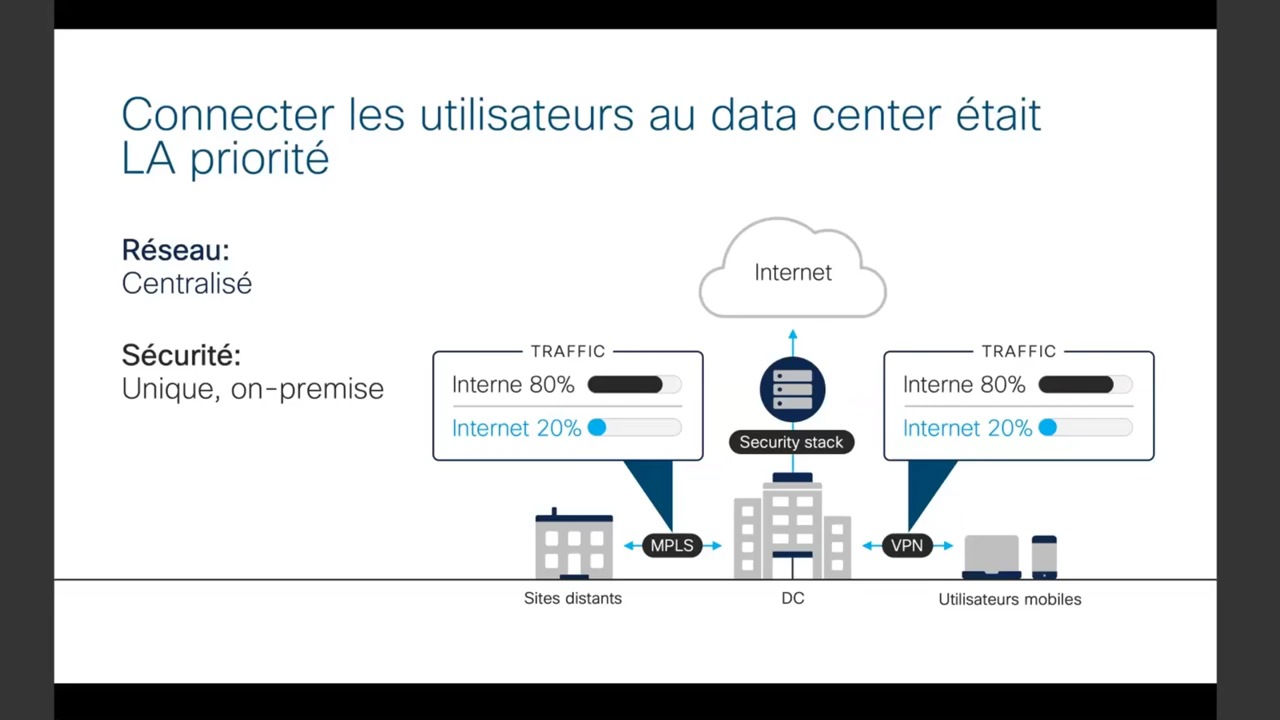 Connecter les utilisateurs au data center était
LA priorité
Réseau:
Centralisé
Sécurité:
Unique, on-premise
Internet
TRAFFIC
Interne 80%
Internet 20%
Security stack
TRAFFIC
Interne 80%
Internet 20%
MPLS
VPN
Sites distants
DC
Utilisateurs mobiles